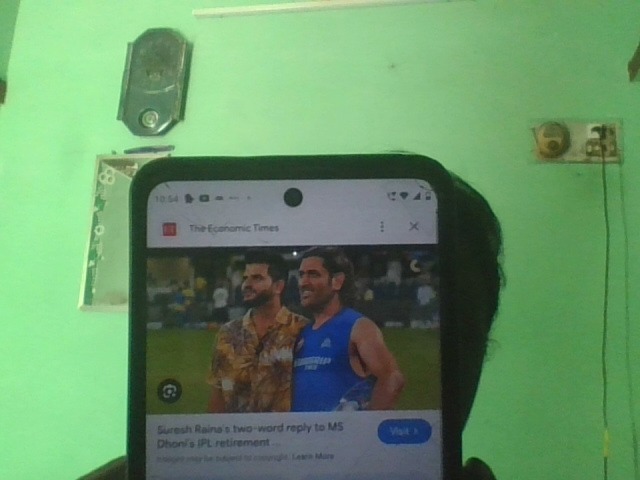 10:54
The Economic Times
Suresh Raina's two-word reply to MS
Dhoni's IPL retirement ...
Visit >
Images may be subject to copyright. Learn More